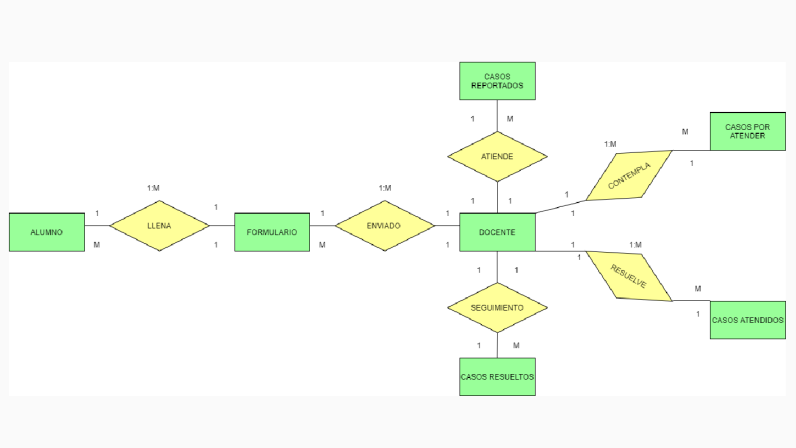 CASOS
REPORTADOS
1 M
ATIENDE
1 1
CASOS POR
ATENDER
M
1
1:M
CONTEMPLA
1
1
1:M
1:M
ALUMNO
1
M
LLENA
1
1
FORMULARIO
1
M
ENVIADO
1
1
DOCENTE
1
1
1:M
RESUELVE
M
1
CASOS ATENDIDOS
1 1
SEGUIMIENTO
1 M
CASOS RESUELTOS